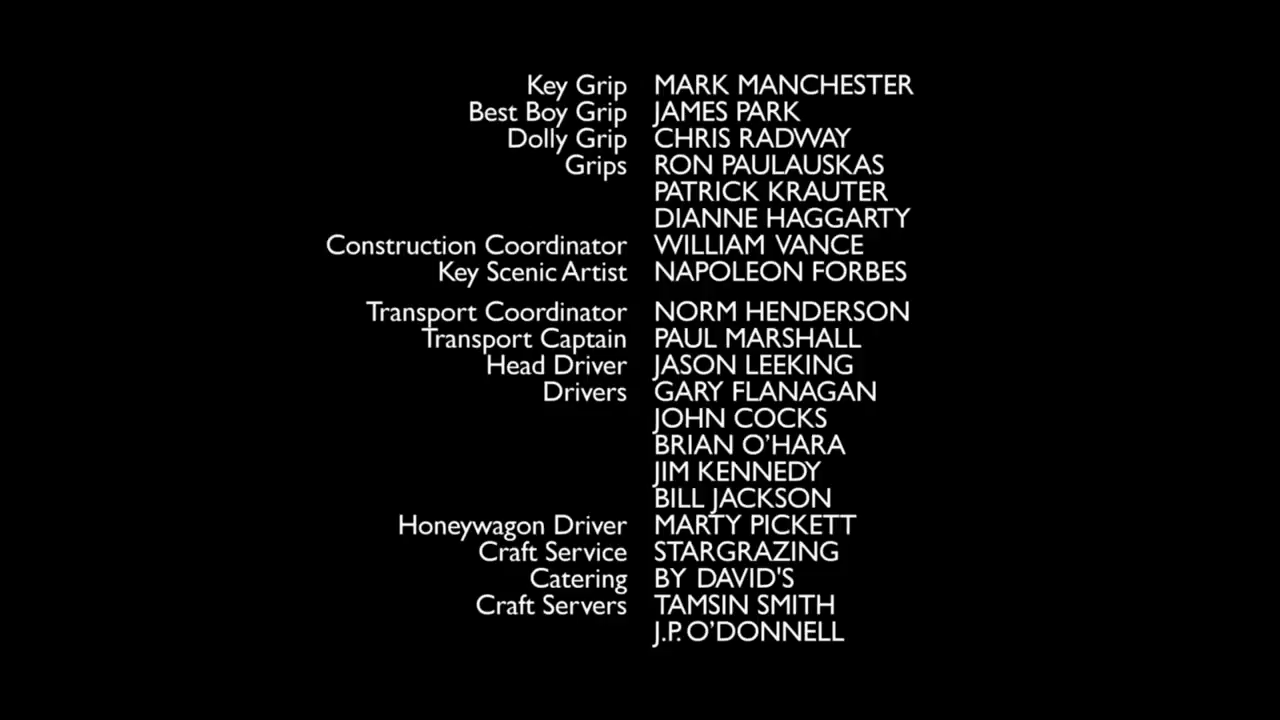 Key Grip MARK MANCHESTER
Best Boy Grip JAMES PARK
Dolly Grip CHRIS RADWAY
Grips RON PAULAUSKAS
PATRICK KRAUTER
DIANNE HAGGARTY
Construction Coordinator WILLIAM VANCE
Key Scenic Artist NAPOLEON FORBES
Transport Coordinator NORM HENDERSON
Transport Captain PAUL MARSHALL
Head Driver JASON LEEKING
Drivers GARY FLANAGAN
JOHN COCKS
BRIAN O’HARA
JIM KENNEDY
BILL JACKSON
Honeywagon Driver MARTY PICKETT
Craft Service STARGRAZING
Catering BY DAVID'S
Craft Servers TAMSIN SMITH
J.P. O’DONNELL